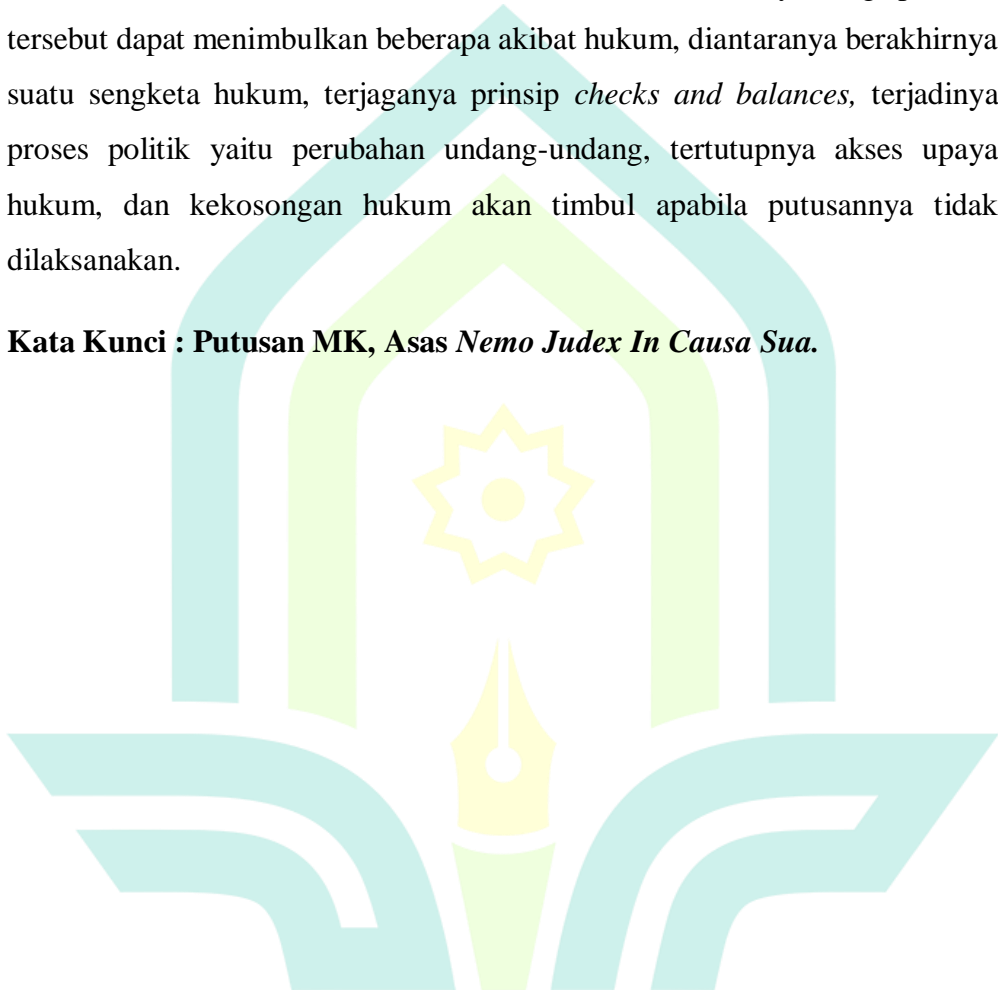 tersebut dapat menimbulkan beberapa akibat hukum, diantaranya berakhirnya
suatu sengketa hukum, terjaganya prinsip checks and balances, terjadinya
proses politik yaitu perubahan undang-undang, tertutupnya akses upaya
hukum, dan kekosongan hukum akan timbul apabila putusannya tidak
dilaksanakan.
Kata Kunci : Putusan MK, Asas Nemo Judex In Causa Sua.